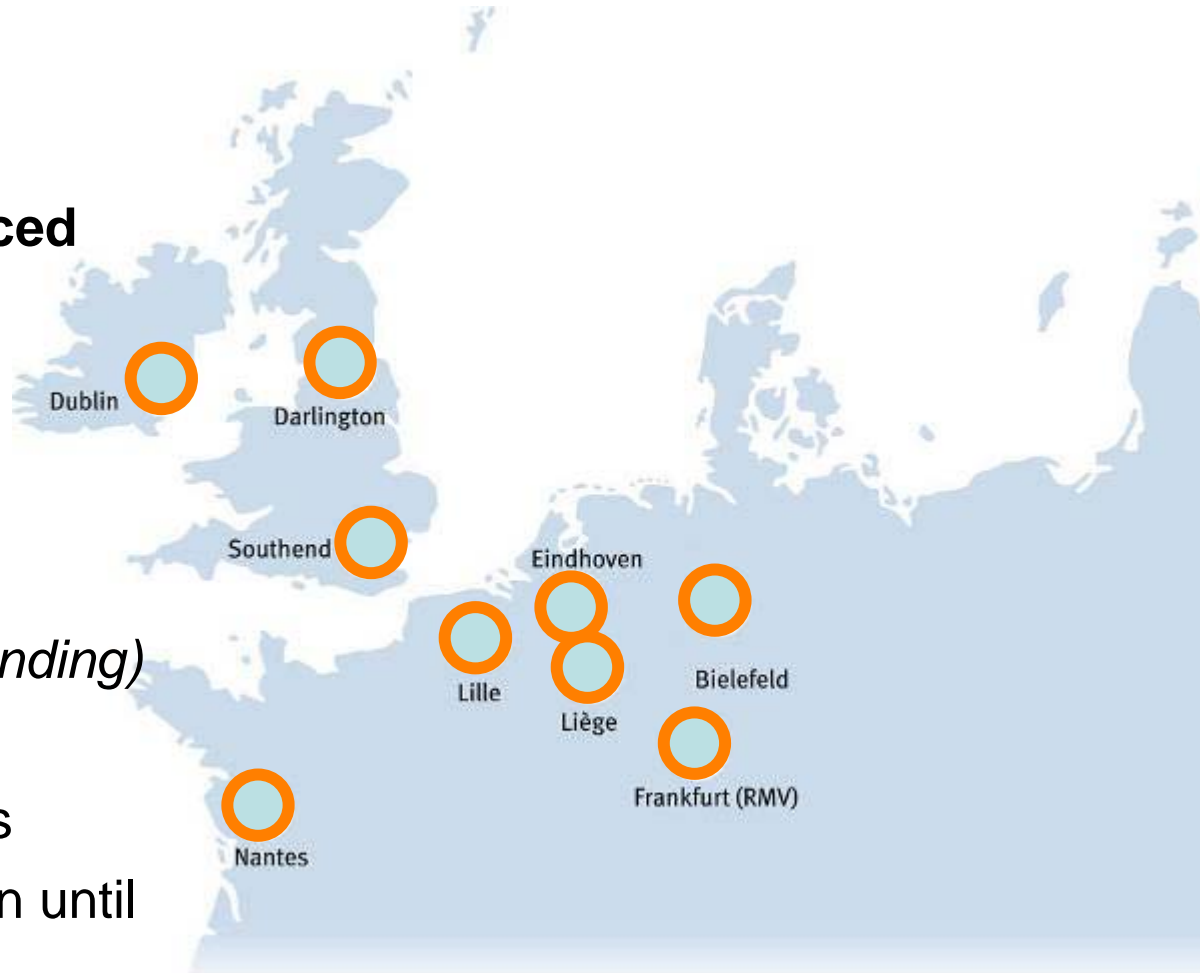 ced
Dublin
Darlington
Southend
Eindhoven
nding)
Lille
Bielefeld
Liège
Frankfurt (RMV)
s
Nantes
n until